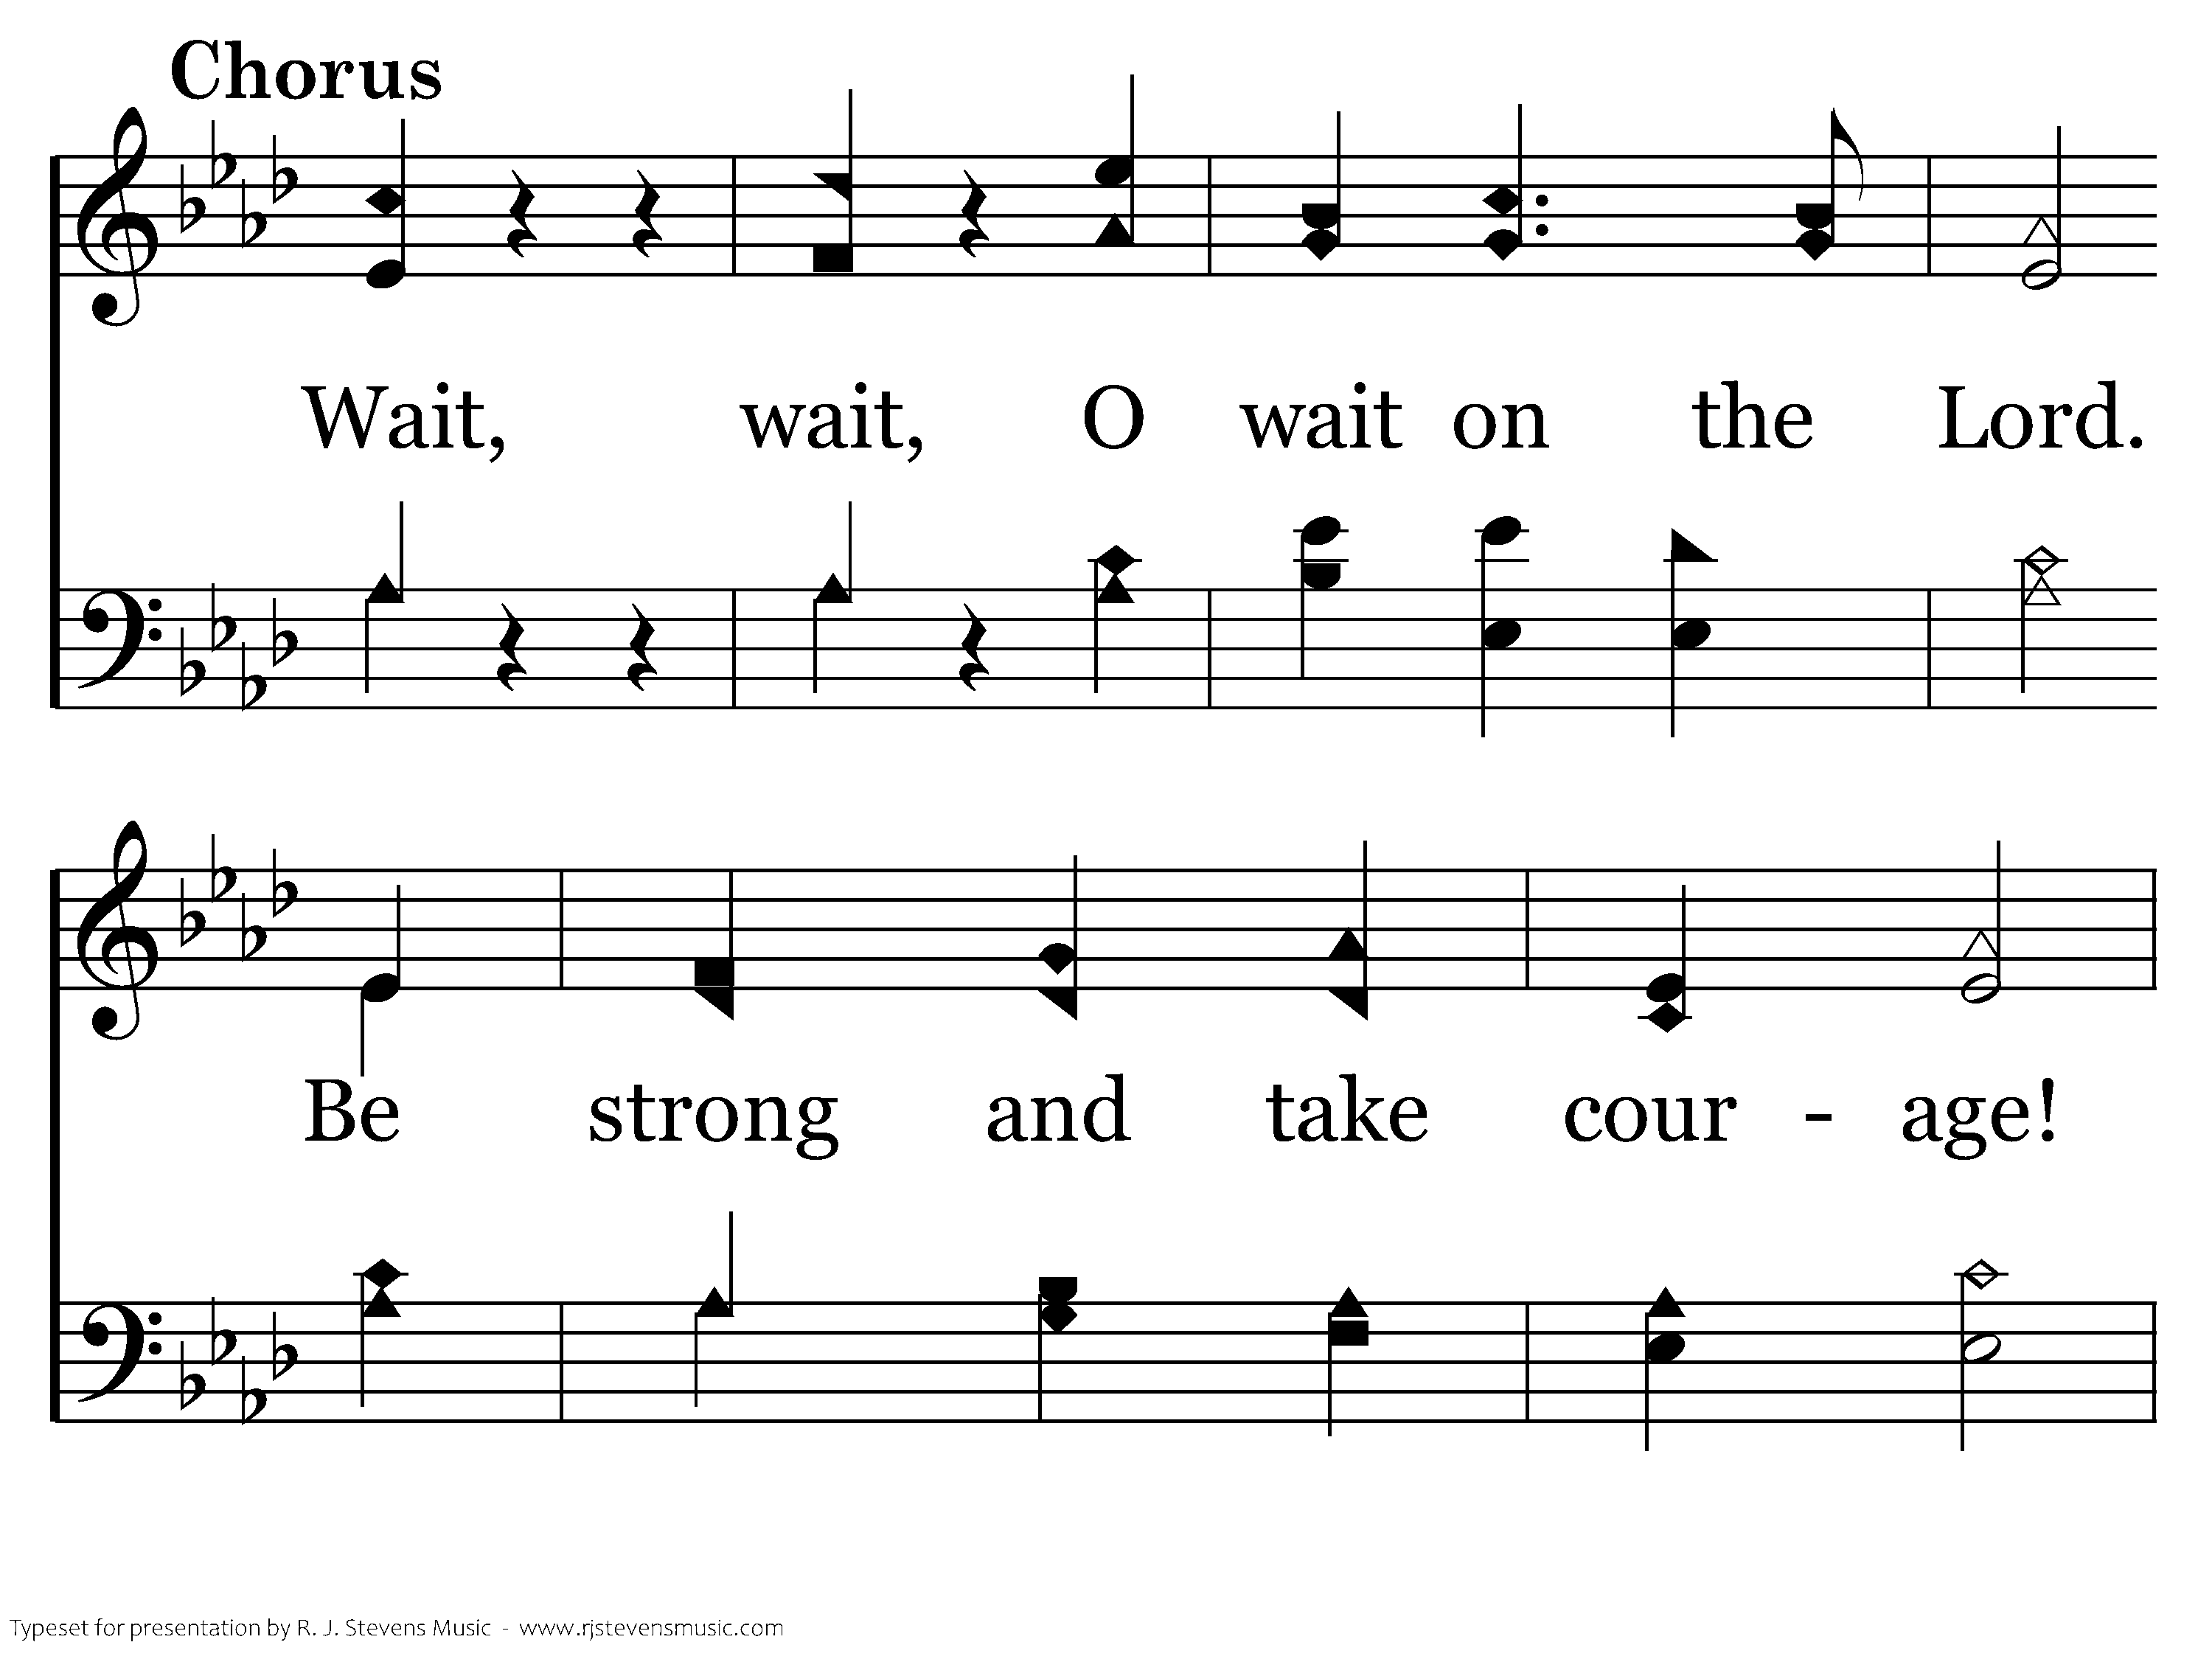 Chorus
Wait, wait, O wait on the Lord.
Be strong and take cour - age!
Typeset for presentation by R. J. Stevens Music - www.rjstevensmusic.com